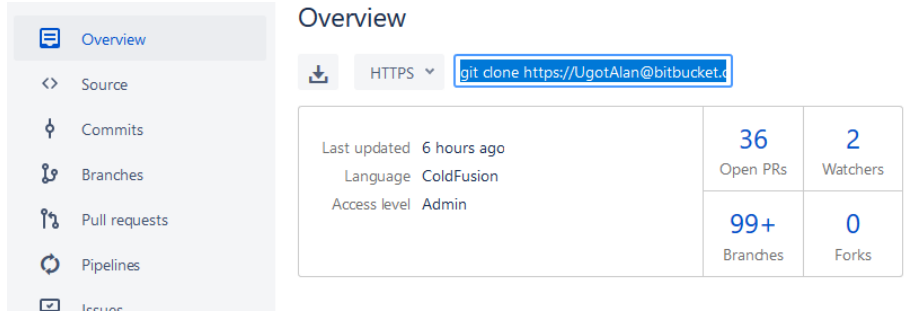 Overview
Source
Commits
Branches
Pull requests
Pipelines
Issues
Overview
HTTPS
git clone https://UgotAlan@bitbucket.
Last updated 6 hours ago
Language ColdFusion
Access level Admin
36
Open PRs
2
Watchers
99+
Branches
0
Forks